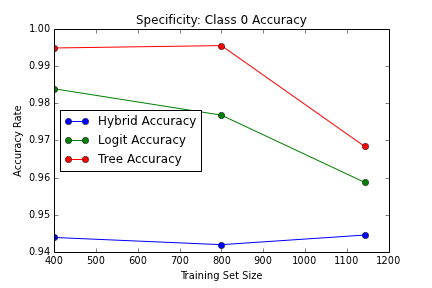 Specificity: Class 0 Accuracy
1.00
0.99
0.98
0.97
0.96
0.95
0.94
Accuracy Rate
Hybrid Accuracy
Logit Accuracy
Tree Accuracy
400 500 600 700 800 900 1000 1100 1200
Training Set Size